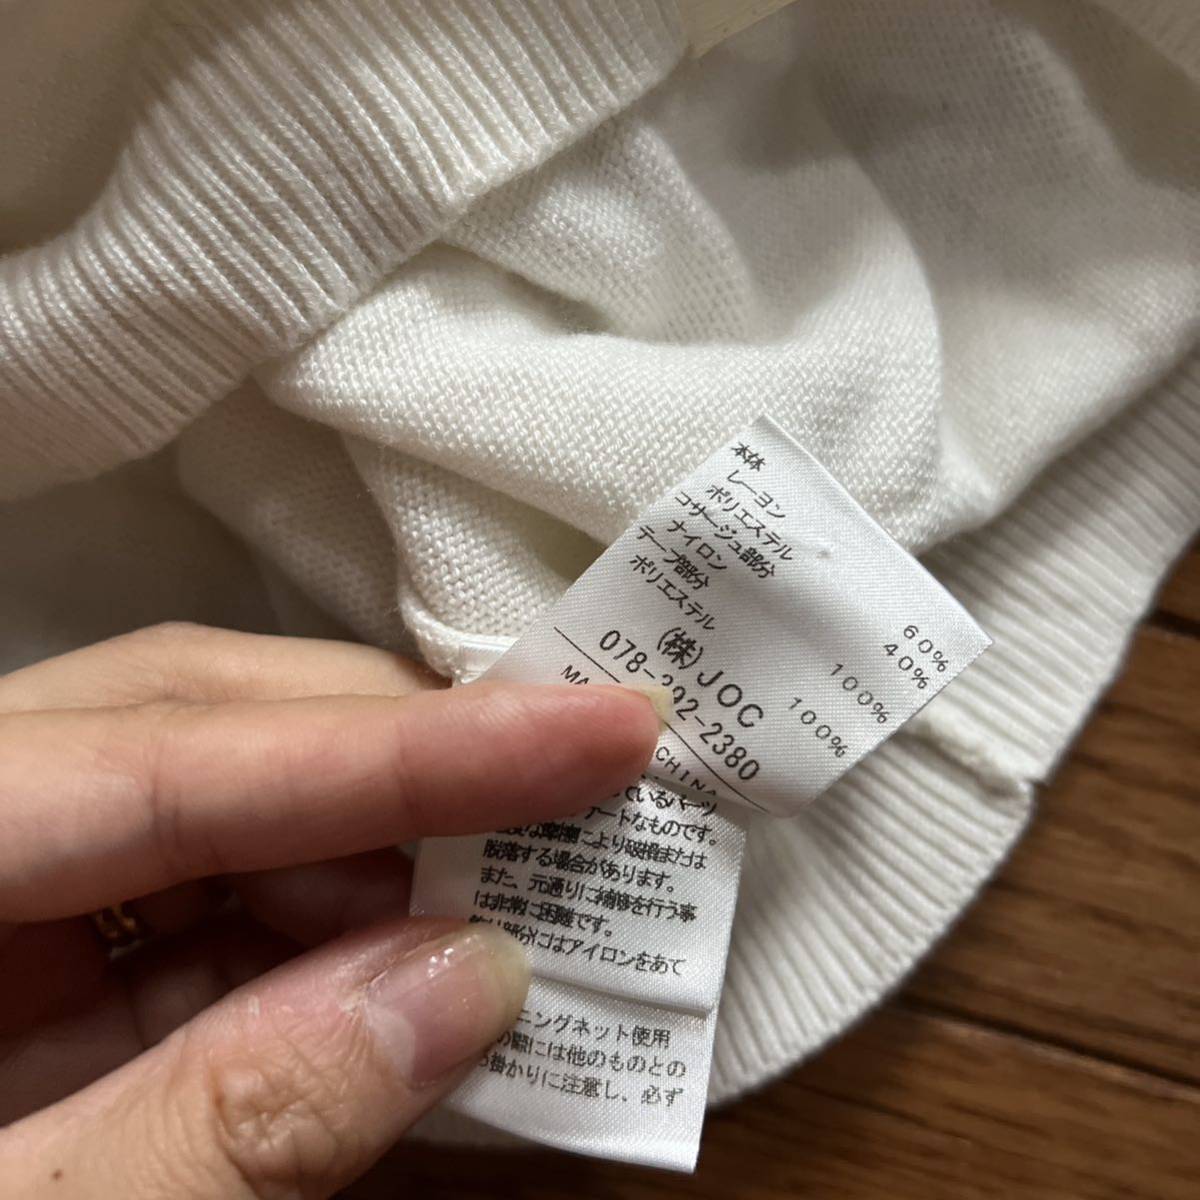 本体
レーヨン 60%
ポリエステル 40%
コサージュ部分
ナイロン 100%
テープ部分
ポリエステル 100%
(株)JOC
078-392-2380
CHINA
ているパーツ
ートなものです。
摩擦により破損または
脱落する場合があります。
また、元通りに補修を行う事
は非常に困難です。
部分にはアイロンをあて
ニングネット使用
の際には他のものとの
掛かりに注意し、必ず